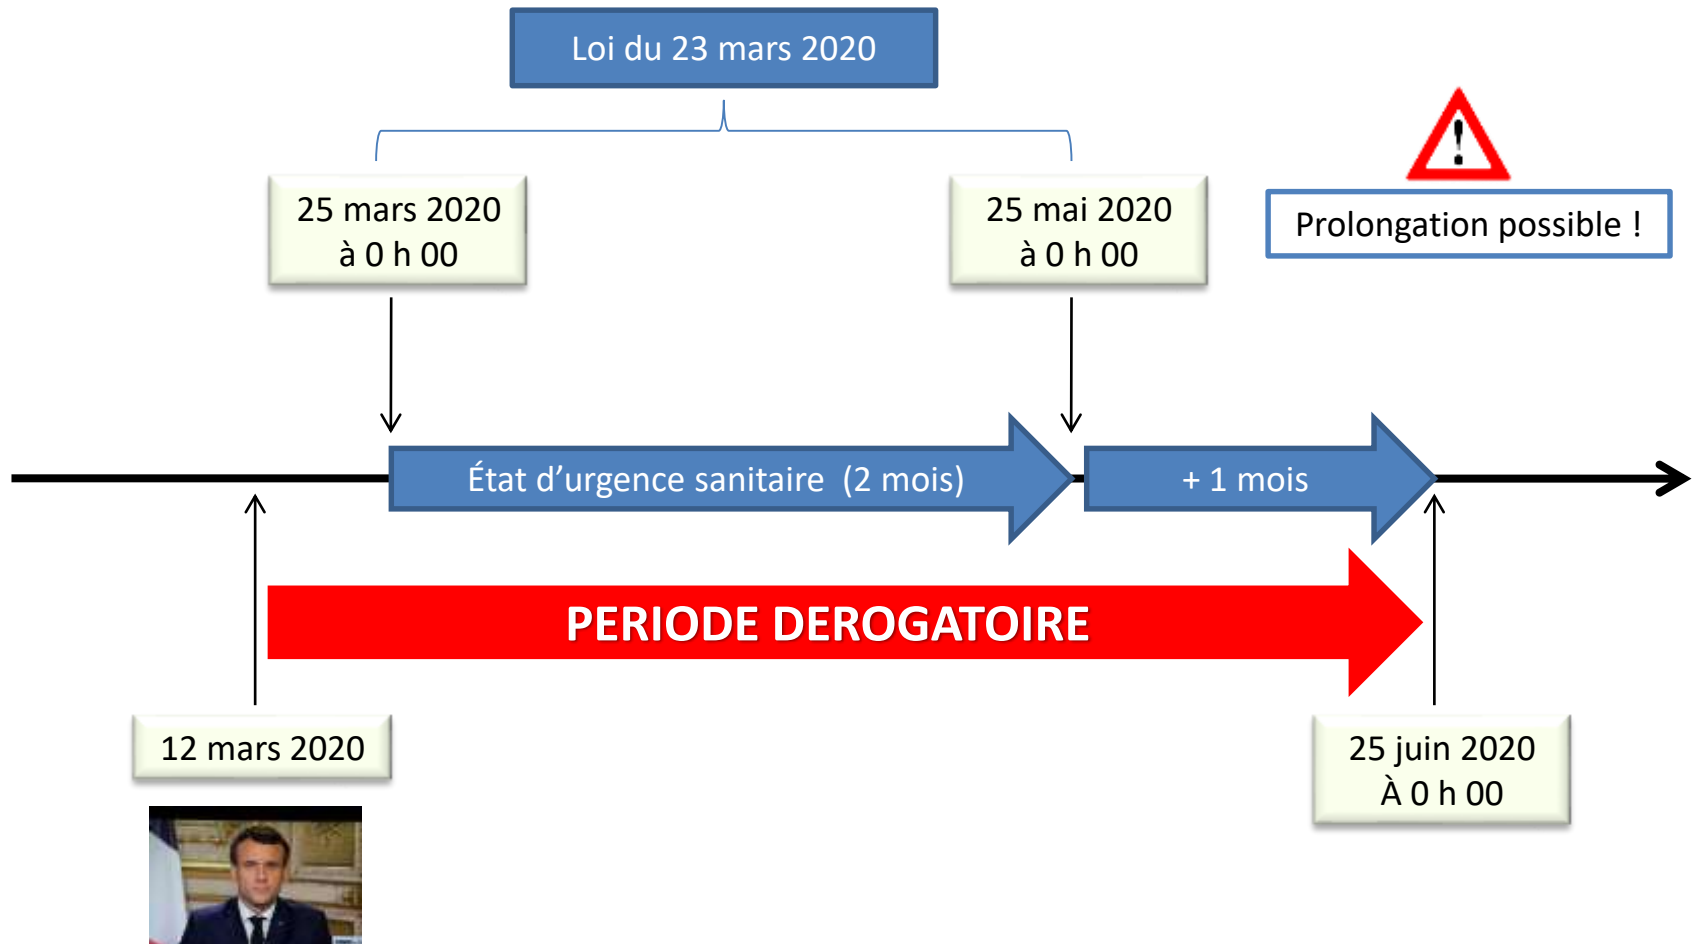 Loi du 23 mars 2020
25 mars 2020
à 0 h 00
25 mai 2020
à 0 h 00
!
Prolongation possible !
État d’urgence sanitaire  (2 mois)
+ 1 mois
PERIODE DEROGATOIRE
12 mars 2020
25 juin 2020
À 0 h 00